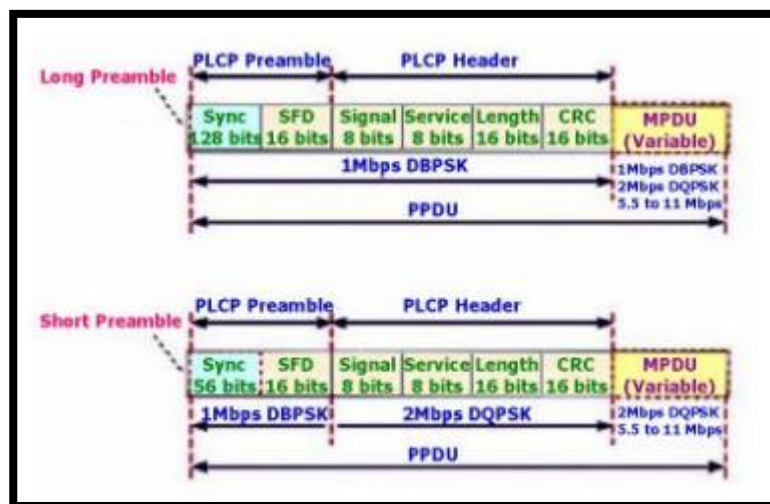 PLCP Preamble PLCP Header
Long Preamble
Sync SFD Signal Service Length CRC MPDU
128 bits 16 bits 8 bits 8 bits 16 bits 16 bits (Variable)
1Mbps DBPSK
1Mbps DBPSK
2Mbps DQPSK
5.5 to 11 Mbps
PPDU
PLCP Preamble PLCP Header
Short Preamble
Sync SFD Signal Service Length CRC MPDU
56 bits 16 bits 8 bits 8 bits 16 bits 16 bits (Variable)
1Mbps DBPSK 2Mbps DQPSK
2Mbps DQPSK
5.5 to 11 Mbps
PPDU